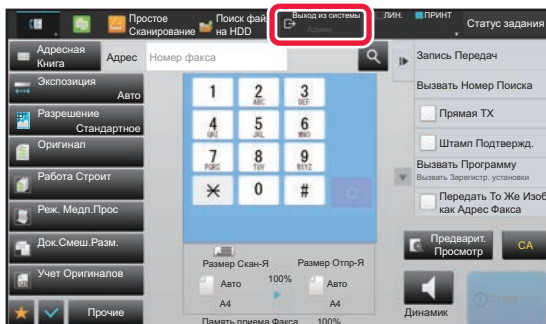 Простое
Сканирование
Поиск фай
на HDD
Выход из системы
Админ.
ЛИН.
ПРИНТ
Статус задания
Адресная
Книга
Адрес
Номер факса
Экспозиция
Авто
Разрешение
Стандартное
Оригинал
Работа Строит
Реж. Медл.Прос
Док.Смеш.Разм.
Учет Оригиналов
Прочие
1
2
ABC
3
DEF
4
GHI
5
JKL
6
MNO
7
PQRS
8
TUV
9
WXYZ
0
#
C
Размер Скан-Я
Размер Отпр-Я
Авто
100%
Авто
A4
A4
Память приема Факса 100%
Запись Передач
Вызвать Номер Поиска
Прямая TX
Штамп Подтвержд.
Вызвать Программу
Вызвать Зарегистр. установки
Передать То Же Изоб
как Адрес Факса
Предварит.
Просмотр
CA
Динамик
Старт